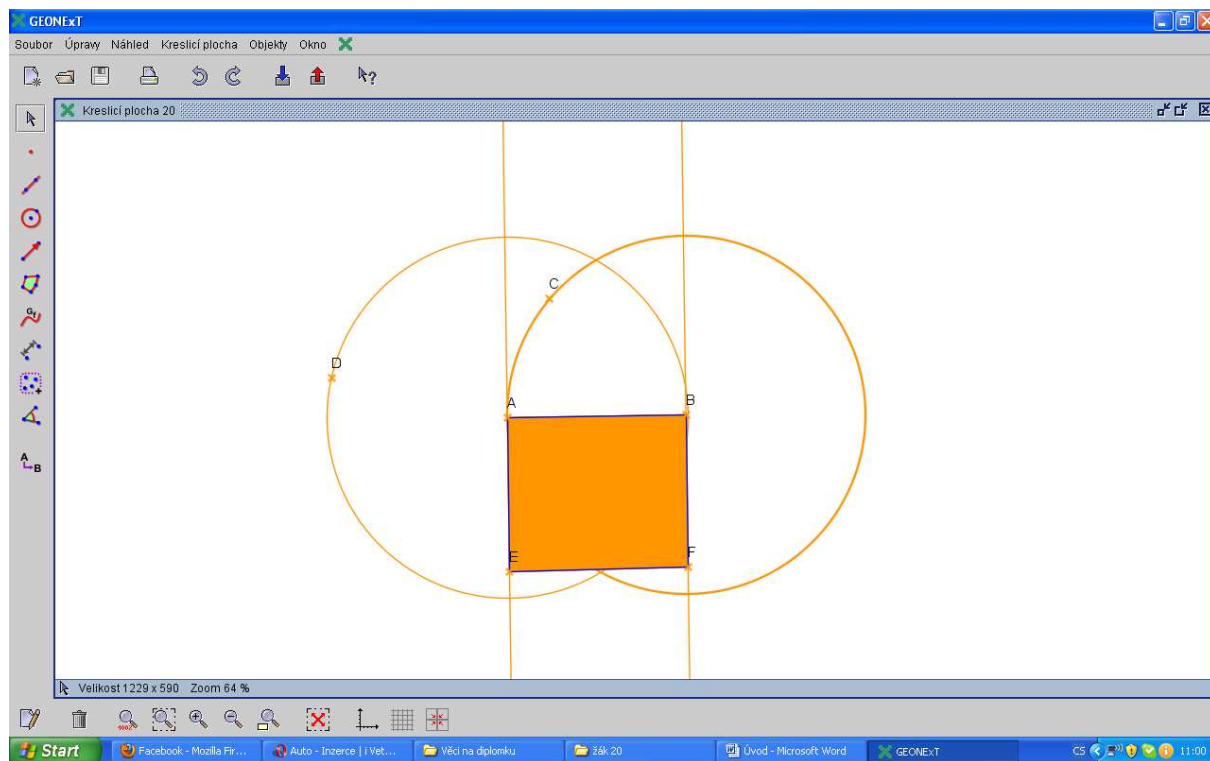 GEONExT
Soubor Úpravy Náhled Kreslicí plocha Objekty Okno
Kreslicí plocha 20
C
D
A
B
E
F
G
A
B
Velikost 1229 x 590 Zoom 64 %
100%
Start Facebook - Mozilla Fir... Auto - Inzerce | i Vet... Věci na diplomku žák 20 Úvod - Microsoft Word GEONExT CS 11:00